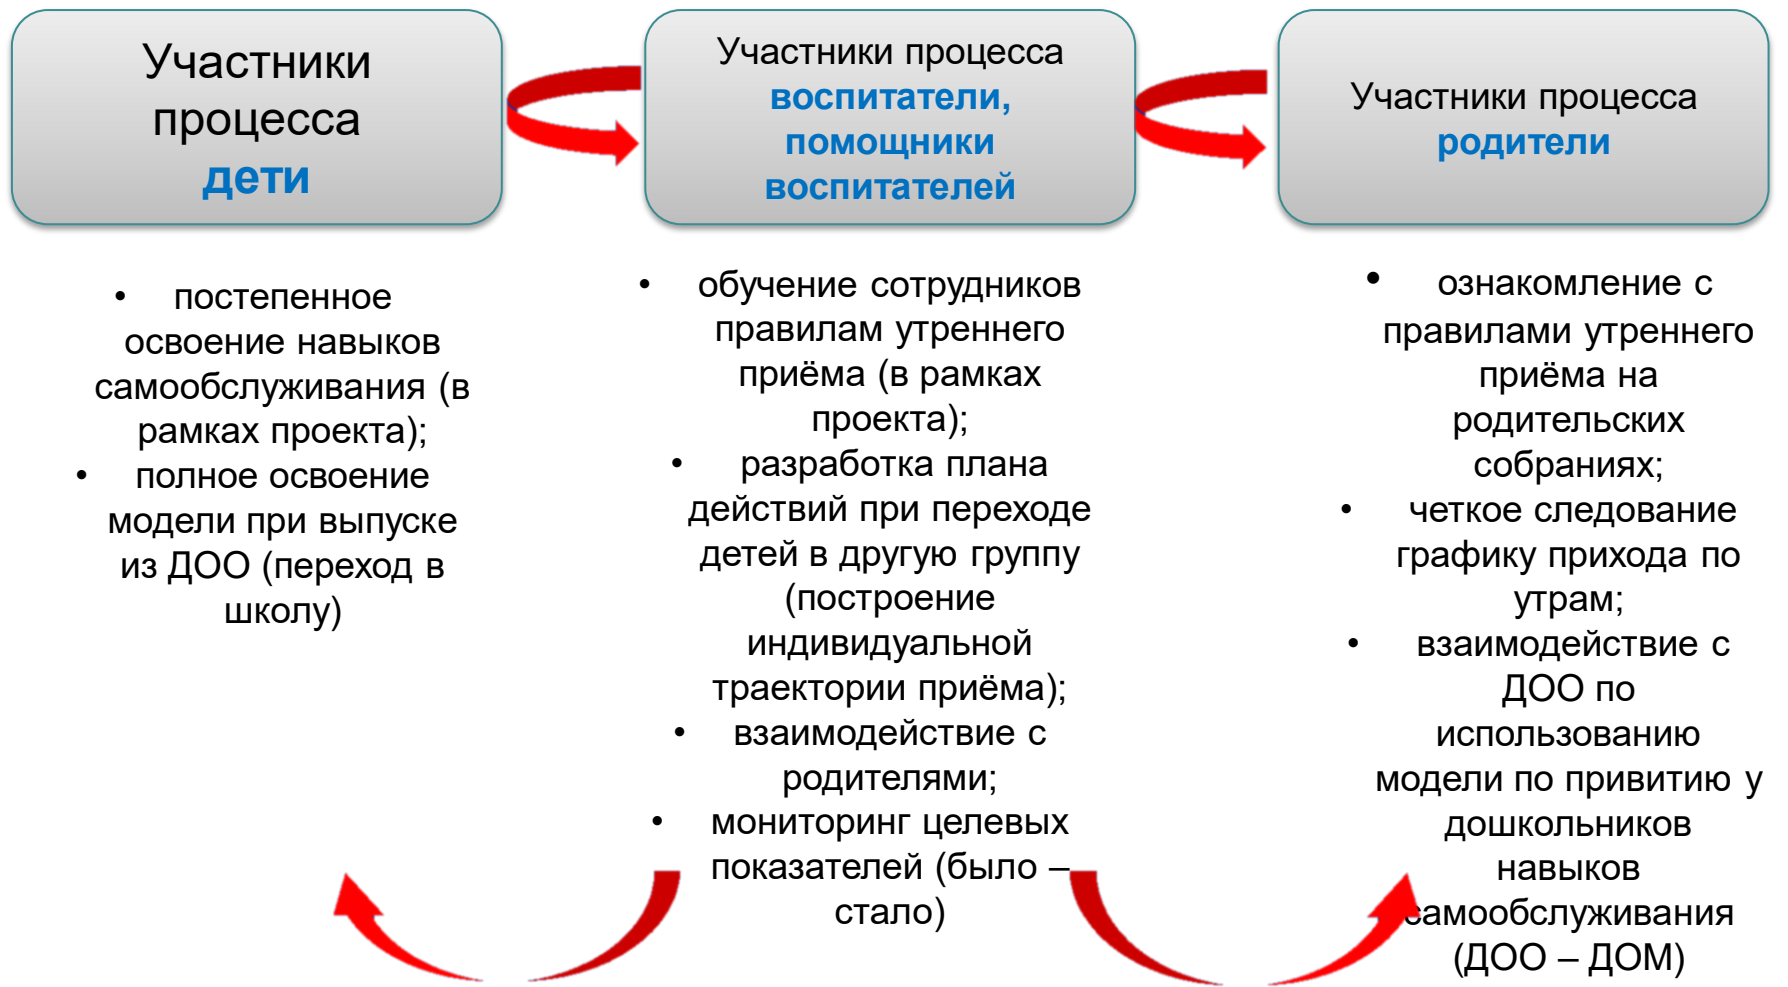 Участники
процесса
дети
Участники процесса
воспитатели,
помощники
воспитателей
Участники процесса
родители
• постепенное
освоение навыков
самообслуживания (в
рамках проекта);
• полное освоение
модели при выпуске
из ДОО (переход в
школу)
• обучение сотрудников
правилам утреннего
приёма (в рамках
проекта);
• разработка плана
действий при переходе
детей в другую группу
(построение
индивидуальной
траектории приёма);
• взаимодействие с
родителями;
• мониторинг целевых
показателей (было –
стало)
• ознакомление с
правилами утреннего
приёма на
родительских
собраниях;
• четкое следование
графику прихода по
утрам;
• взаимодействие с
ДОО по
использованию
модели по привитию у
дошкольников
навыков
самообслуживания
(ДОО – ДОМ)